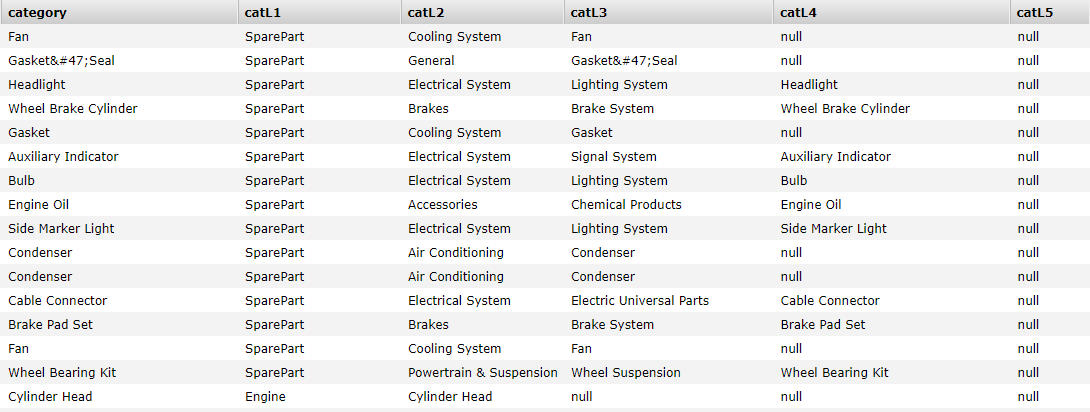 category catL1 catL2 catL3 catL4 catL5
Fan SparePart Cooling System Fan null null
Gasket&#47;Seal SparePart General Gasket&#47;Seal null null
Headlight SparePart Electrical System Lighting System Headlight null
Wheel Brake Cylinder SparePart Brakes Brake System Wheel Brake Cylinder null
Gasket SparePart Cooling System Gasket null null
Auxiliary Indicator SparePart Electrical System Signal System Auxiliary Indicator null
Bulb SparePart Electrical System Lighting System Bulb null
Engine Oil SparePart Accessories Chemical Products Engine Oil null
Side Marker Light SparePart Electrical System Lighting System Side Marker Light null
Condenser SparePart Air Conditioning Condenser null null
Condenser SparePart Air Conditioning Condenser null null
Cable Connector SparePart Electrical System Electric Universal Parts Cable Connector null
Brake Pad Set SparePart Brakes Brake System Brake Pad Set null
Fan SparePart Cooling System Fan null null
Wheel Bearing Kit SparePart Powertrain & Suspension Wheel Suspension Wheel Bearing Kit null
Cylinder Head Engine Cylinder Head null null null